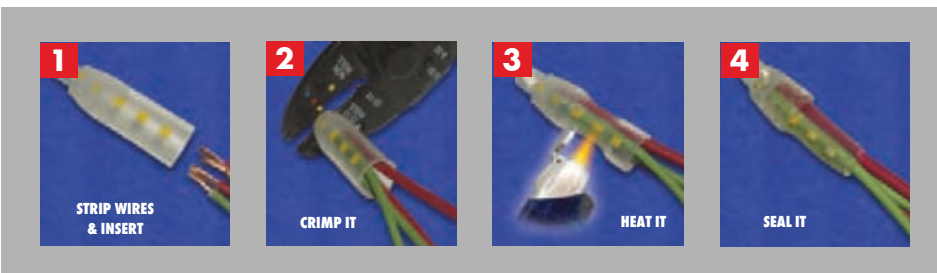 1
STRIP WIRES
& INSERT
2
CRIMP IT
3
HEAT IT
4
SEAL IT